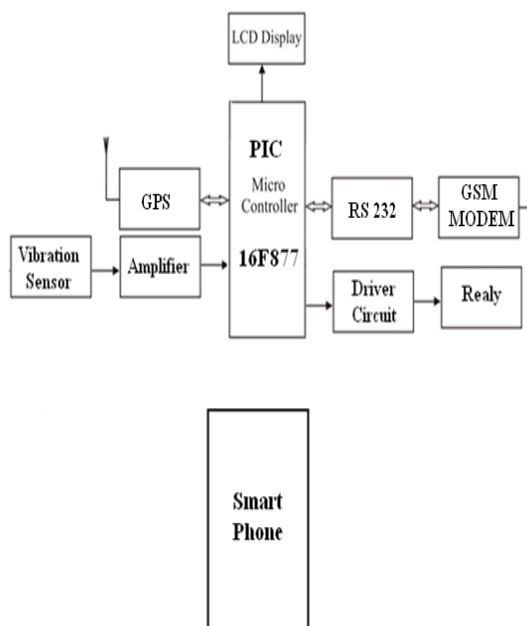 LCD Display
PIC
Micro
Controller
16F877
GPS
RS 232
GSM
MODEM
Vibration
Sensor
Amplifier
Driver
Circuit
Realy
Smart
Phone